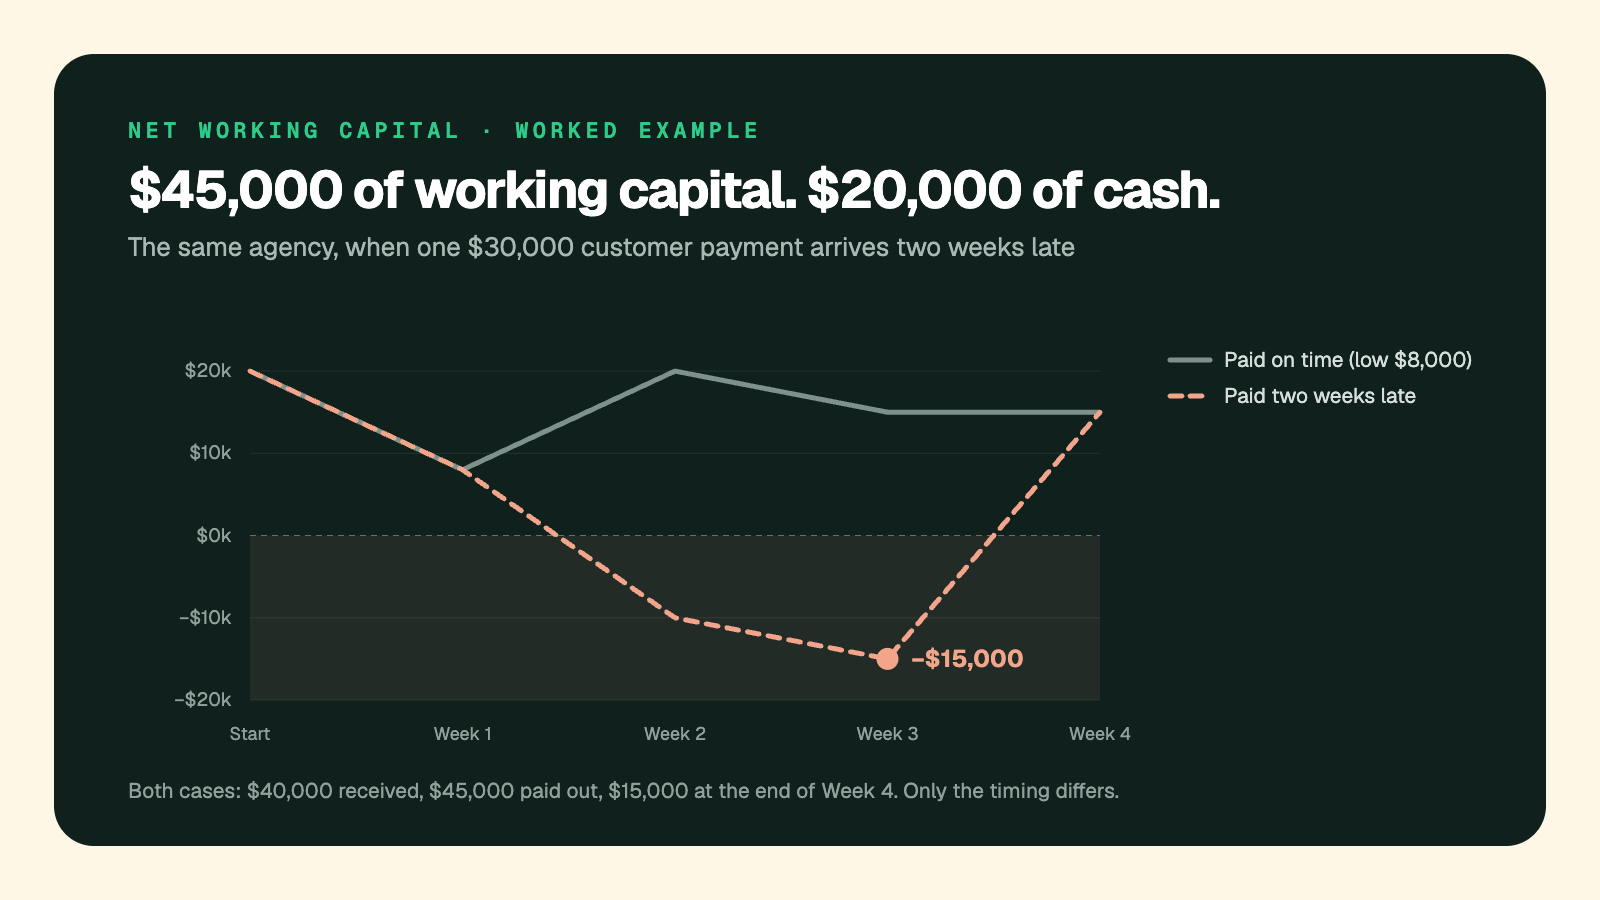 NET WORKING CAPITAL · WORKED EXAMPLE
$45,000 of working capital. $20,000 of cash.
The same agency, when one $30,000 customer payment arrives two weeks late
Paid on time (low $8,000)
Paid two weeks late
$20k
$10k
$0k
−$10k
−$20k
−$15,000
Start
Week 1
Week 2
Week 3
Week 4
Both cases: $40,000 received, $45,000 paid out, $15,000 at the end of Week 4. Only the timing differs.